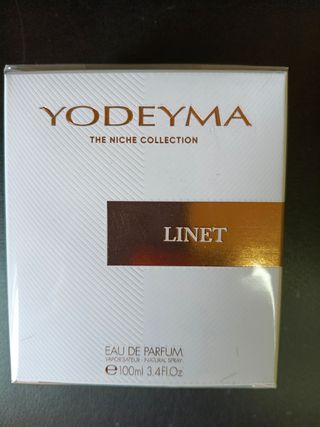 YODEYMA
THE NICHE COLLECTION
LINET
EAU DE PARFUM
VAPORISATEUR - NATURAL SPRAY
℮100ml 3.4Fl.Oz